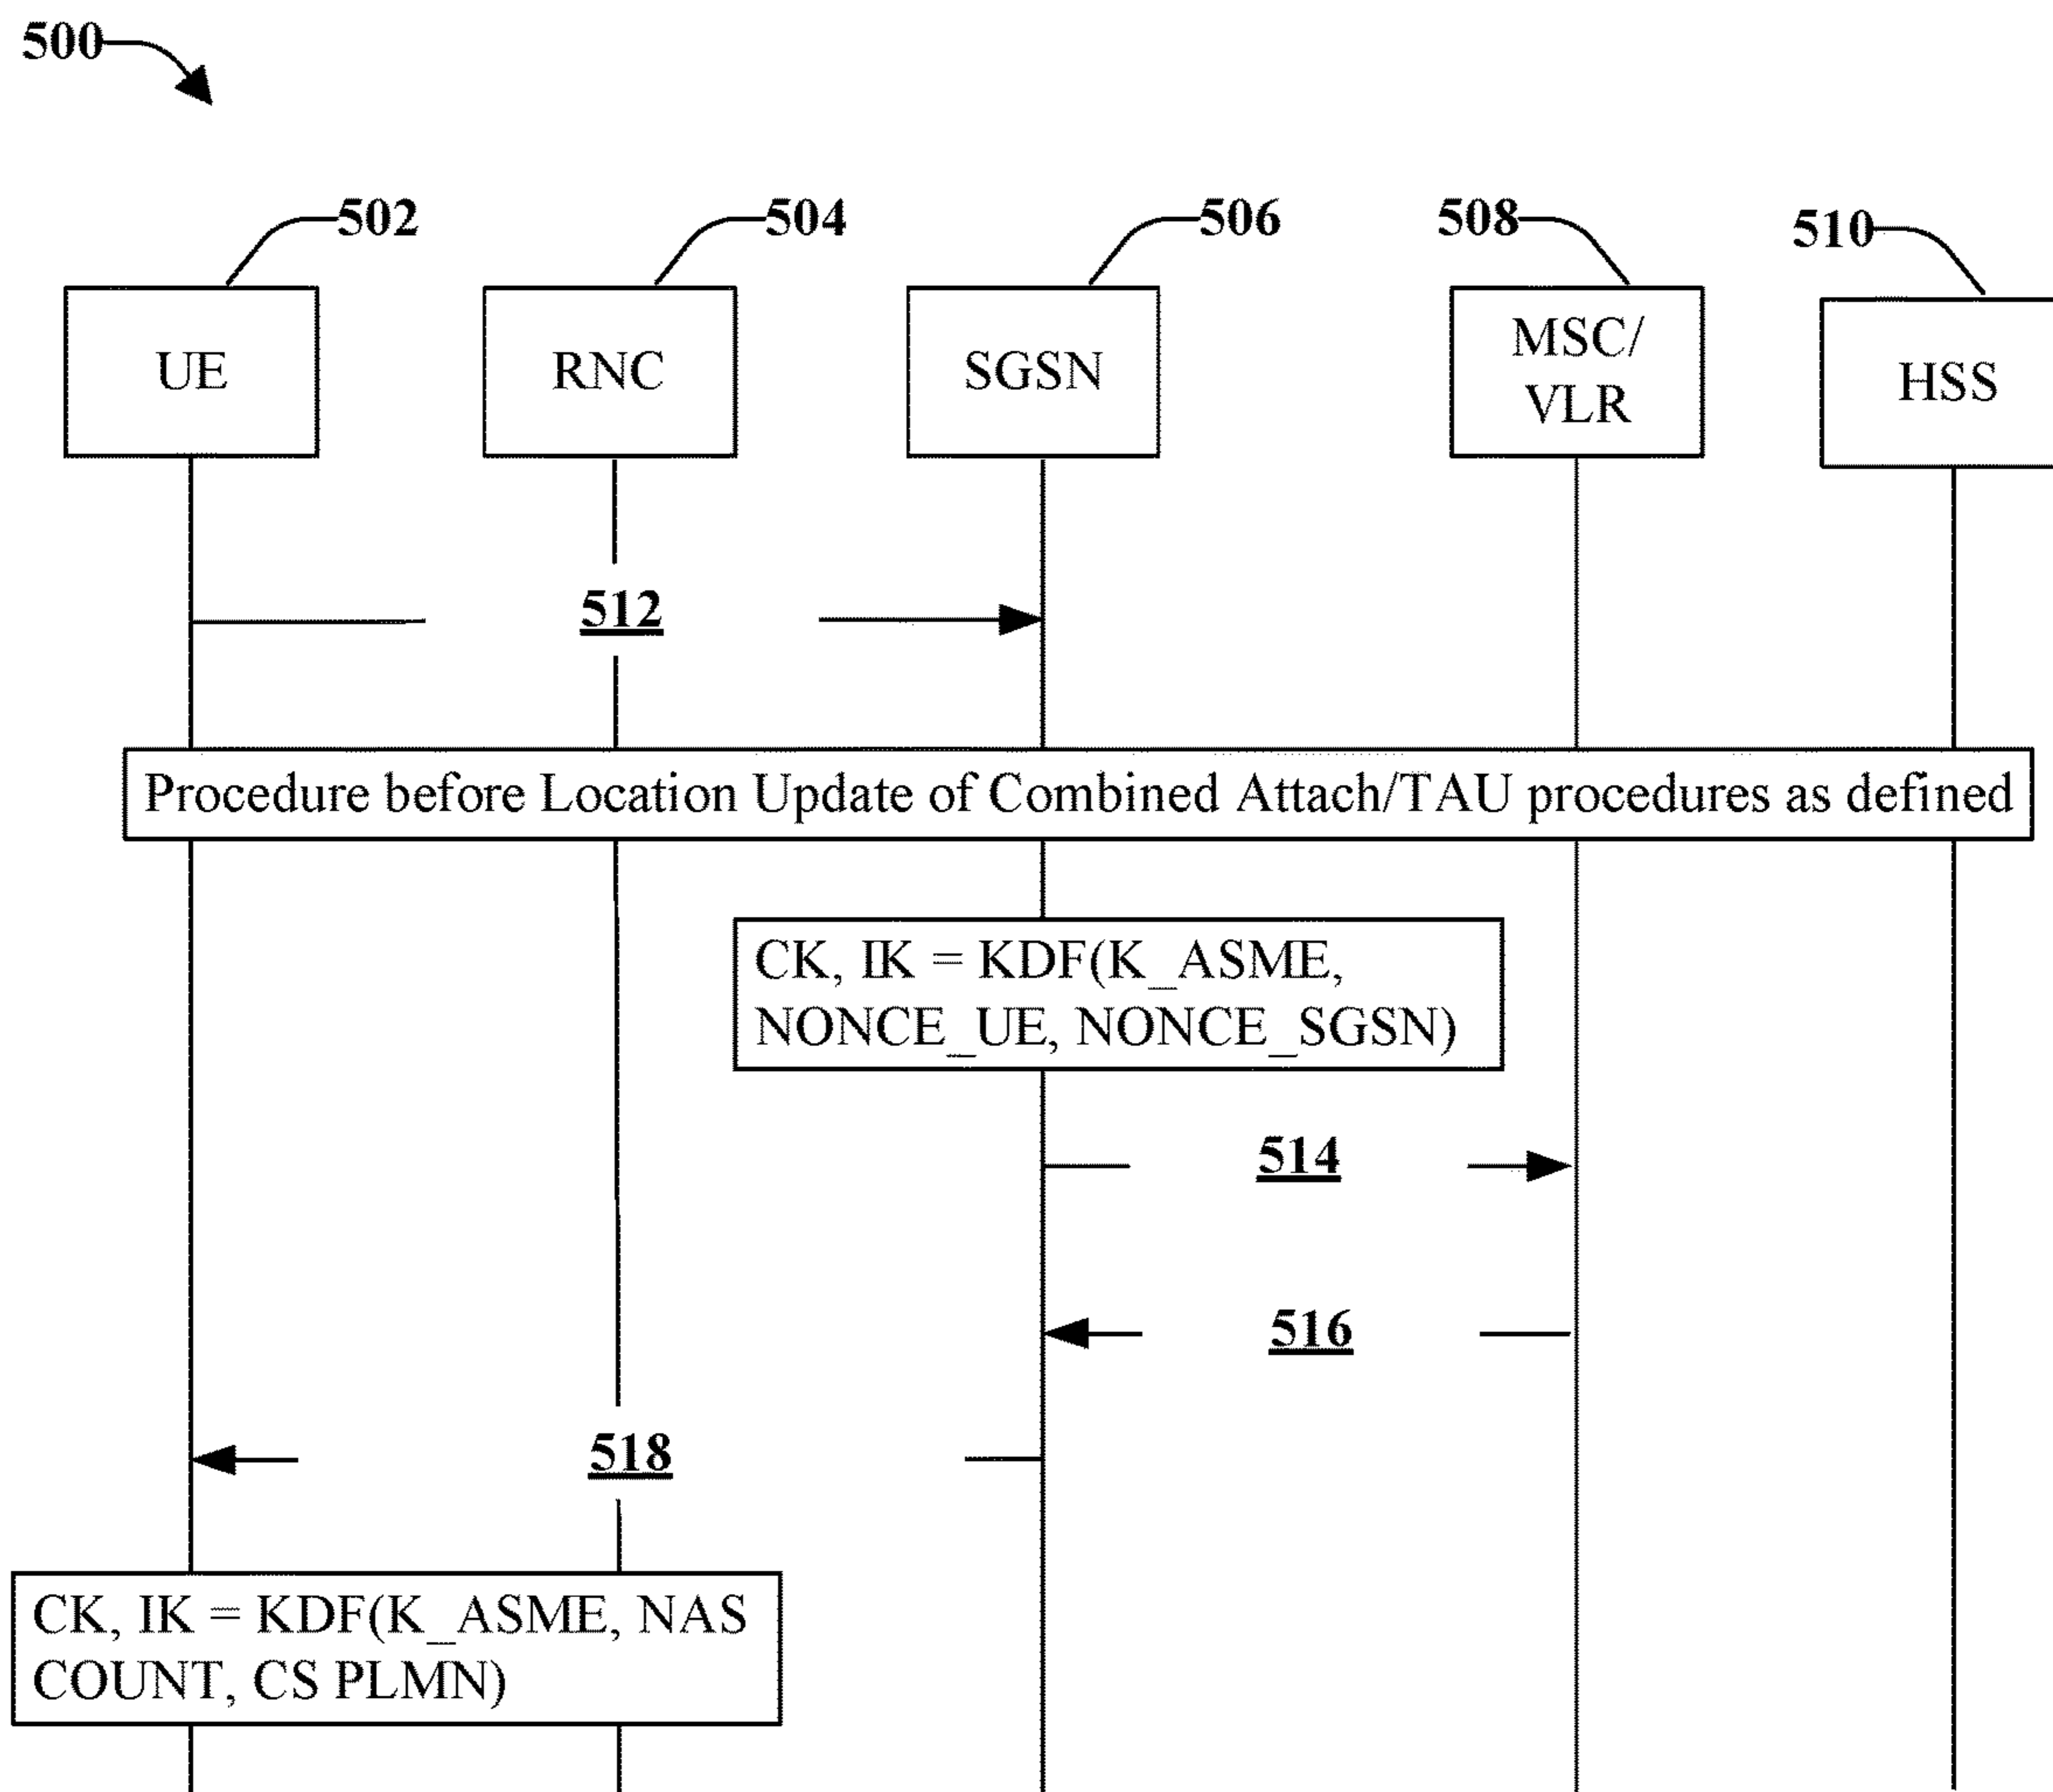 500
502
504
506
508
510
UE
RNC
SGSN
MSC/
VLR
HSS
512
Procedure before Location Update of Combined Attach/TAU procedures as defined
CK, IK = KDF(K_ASME,
NONCE_UE, NONCE_SGSN)
514
516
518
CK, IK = KDF(K_ASME, NAS
COUNT, CS PLMN)